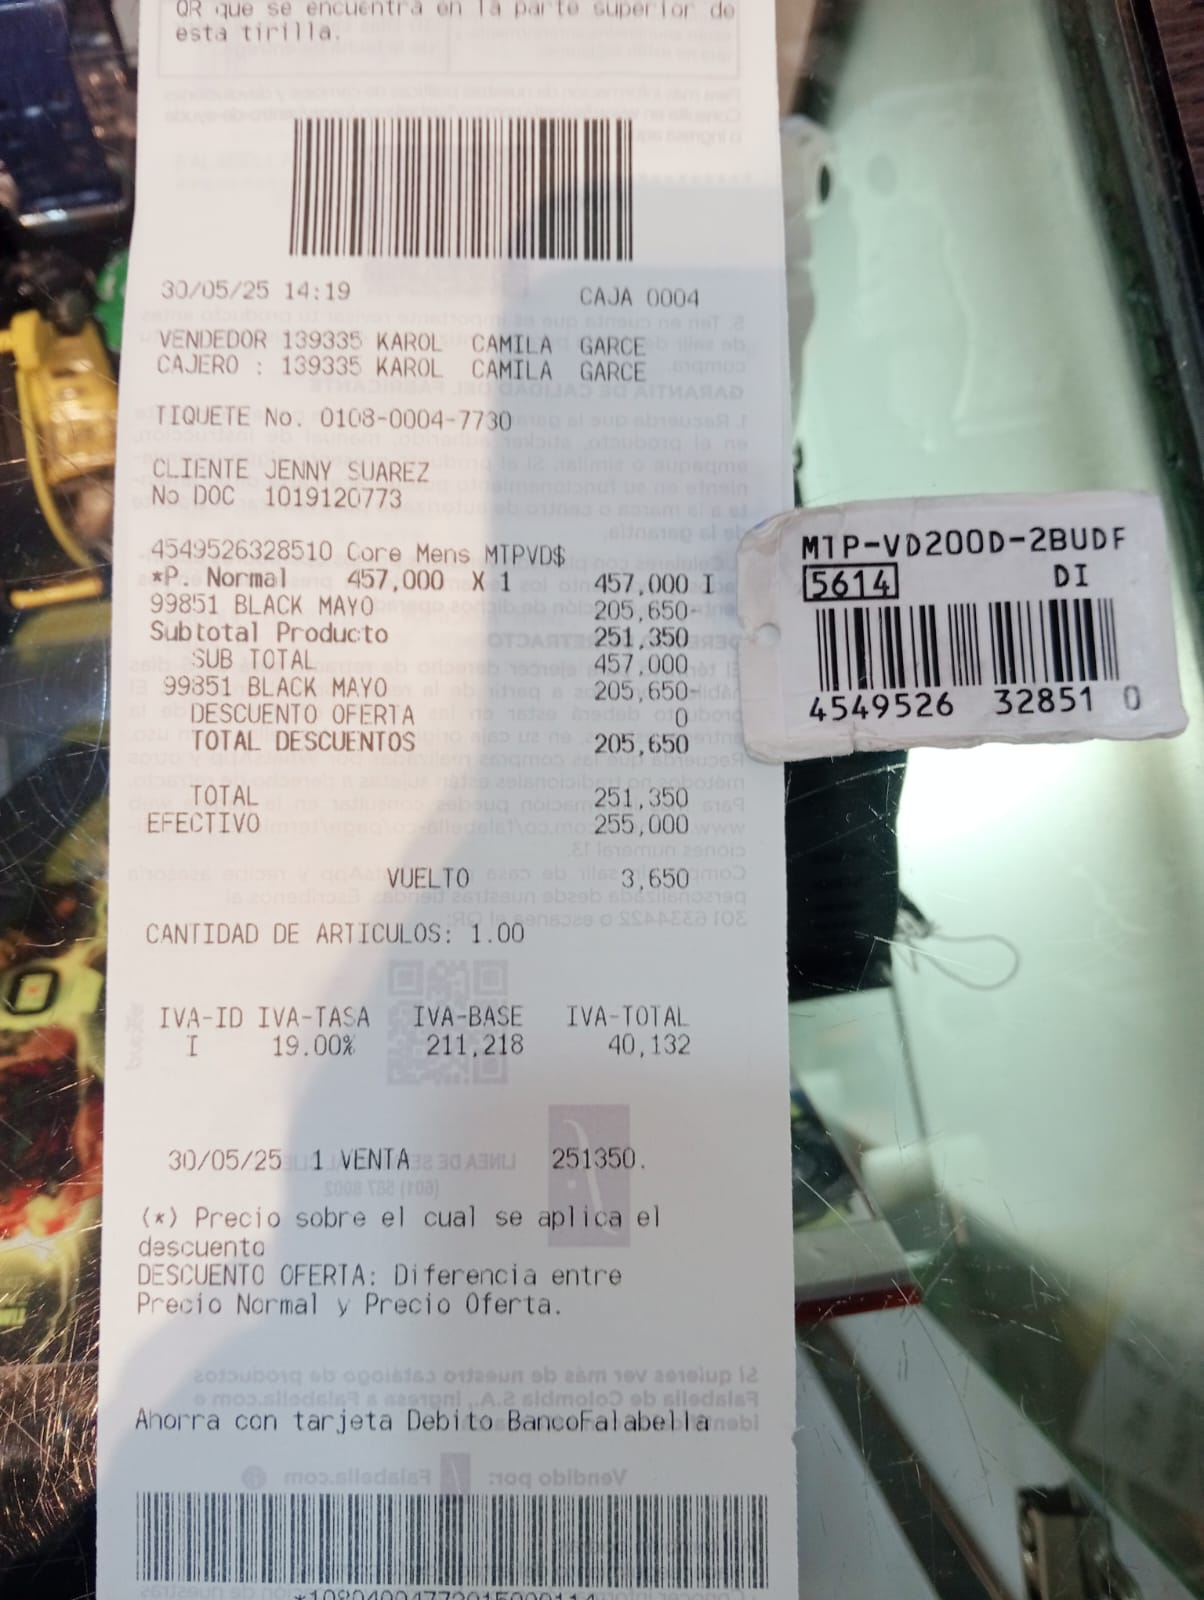 QR que se encuentra en la parte superior de
esta tirilla.
30/05/25 14:19 CAJA 0004
VENDEDOR 139335 KAROL CAMILA GARCE
CAJERO : 139335 KAROL CAMILA GARCE
TIQUETE No. 0108-0004-7730
CLIENTE JENNY SUAREZ
No DOC 1019120773
4549526328510 Core Mens MTPVD$
*P. Normal 457,000 X 1 457,000 I
99851 BLACK MAYO 205,650-
Subtotal Producto 251,350
SUB TOTAL 457,000
99851 BLACK MAYO 205,650-
DESCUENTO OFERTA 0
TOTAL DESCUENTOS 205,650
TOTAL 251,350
EFECTIVO 255,000
VUELTO 3,650
CANTIDAD DE ARTICULOS: 1.00
IVA-ID IVA-TASA IVA-BASE IVA-TOTAL
I 19.00% 211,218 40,132
30/05/25 1 VENTA 251350.
(*) Precio sobre el cual se aplica el
descuento
DESCUENTO OFERTA: Diferencia entre
Precio Normal y Precio Oferta.
Ahorra con tarjeta Debito BancoFalabella
MTP-VD200D-2BUDF
5614 DI
4549526 32851 0